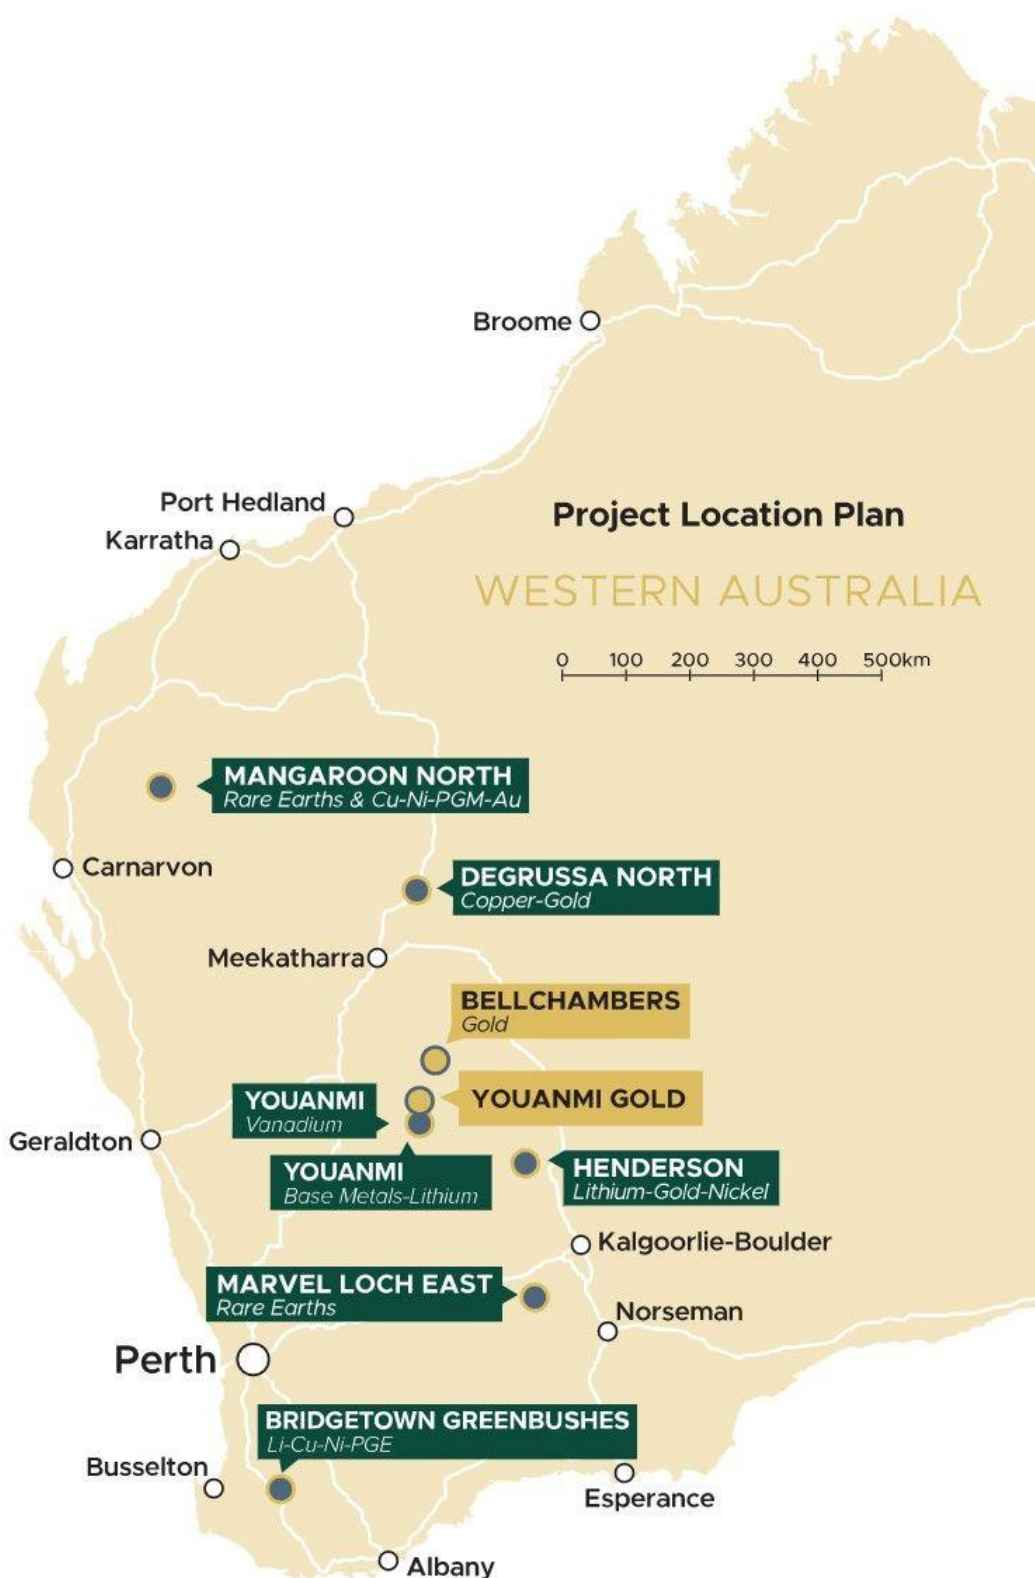 Broome
Port Hedland
Karratha
Project Location Plan
WESTERN AUSTRALIA
0 100 200 300 400 500km
MANGAROON NORTH
Rare Earths & Cu-Ni-PGM-Au
Carnarvon
DEGRUSSA NORTH
Copper-Gold
Meekatharra
BELLCHAMBERS
Gold
YOUANMI
Vanadium
YOUANMI GOLD
Geraldton
YOUANMI
Base Metals-Lithium
HENDERSON
Lithium-Gold-Nickel
Kalgoorlie-Boulder
MARVEL LOCH EAST
Rare Earths
Norseman
Perth
BRIDGETOWN GREENBUSHES
Li-Cu-Ni-PGE
Busselton
Esperance
Albany